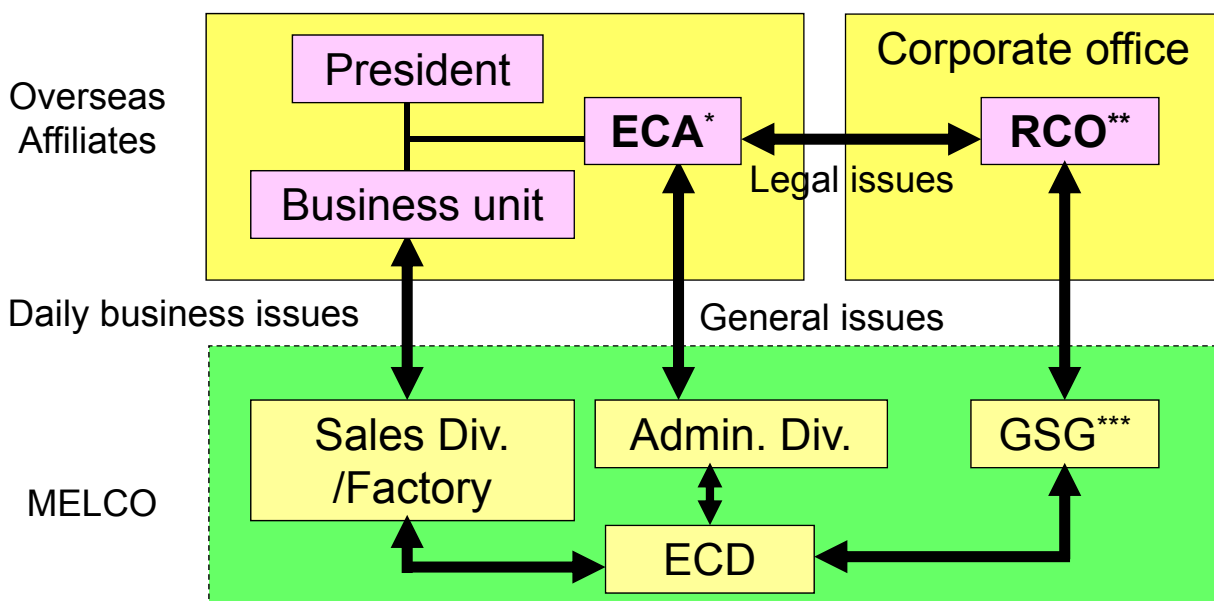 Corporate office
President
Overseas
Affiliates
ECA*
RCO**
Legal issues
Business unit
Daily business issues
General issues
Sales Div.
/Factory
Admin. Div.
GSG***
MELCO
ECD